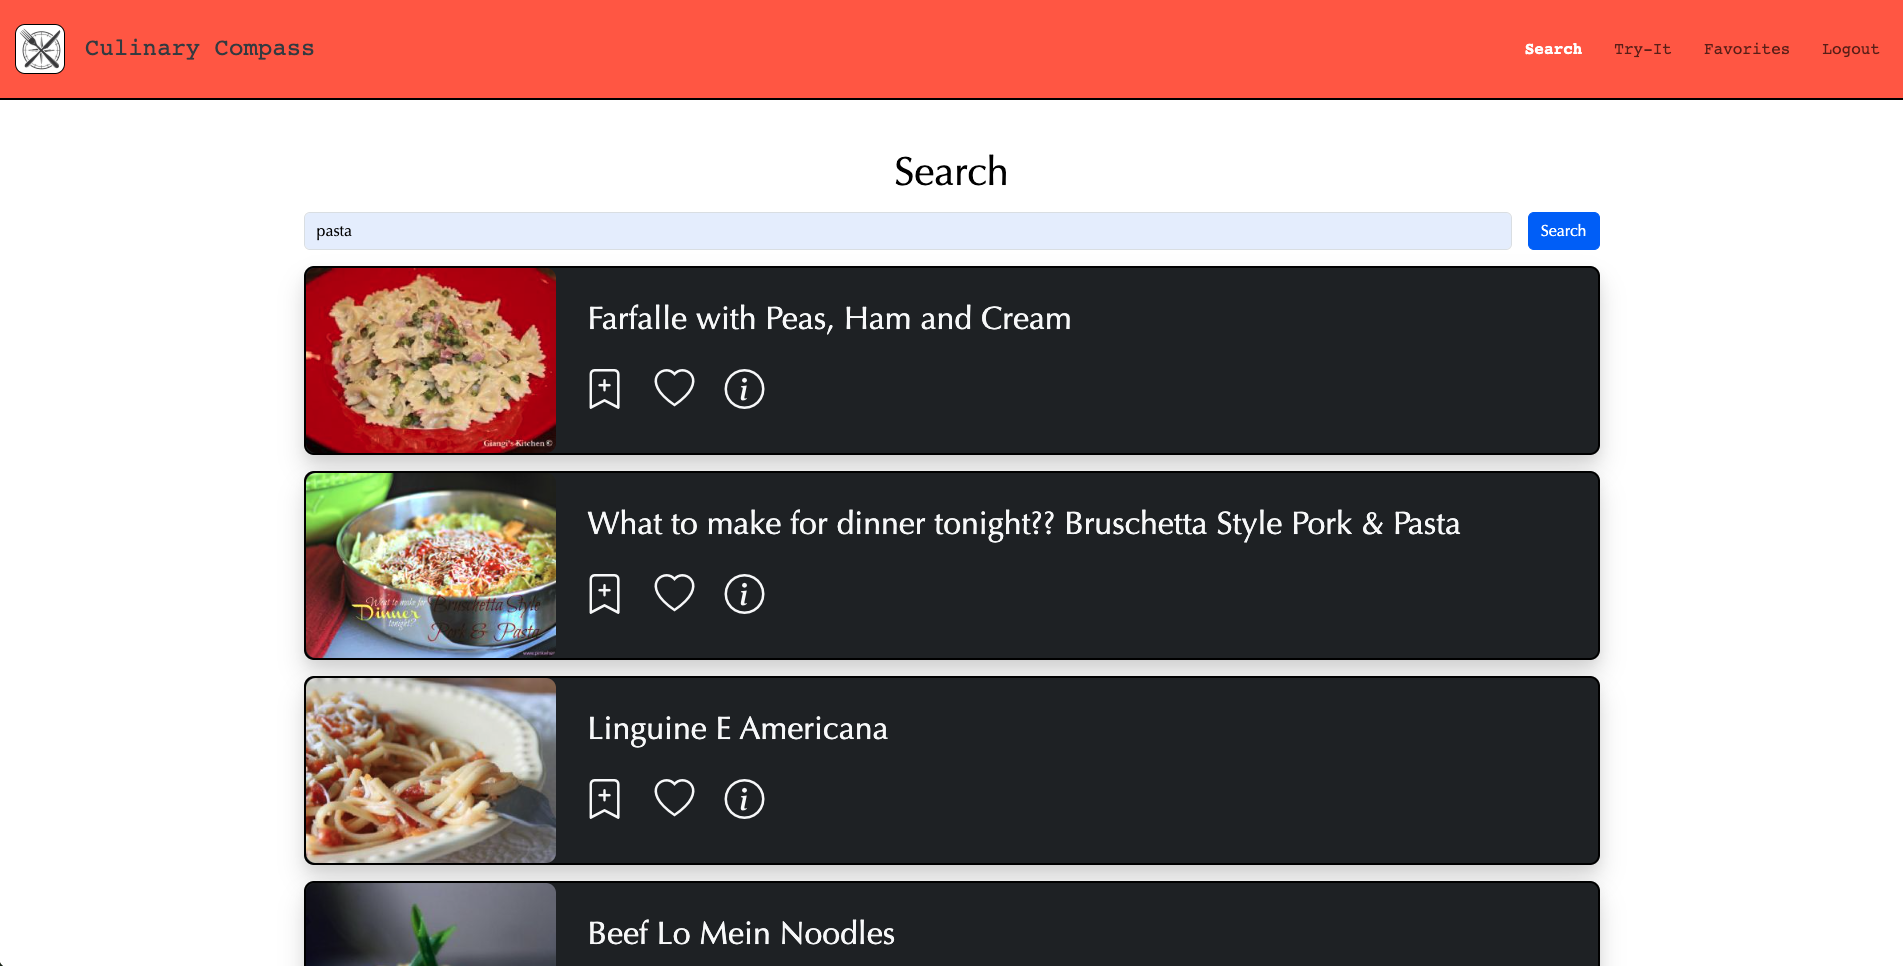 Culinary Compass
Search
Try-It
Favorites
Logout
Search
pasta
Search
Farfalle with Peas, Ham and Cream
Giangi's Kitchen ©
What to make for dinner tonight?? Bruschetta Style Pork & Pasta
What to make for
Dinner
tonight?
Bruschetta Style
Pork & Pasta
Linguine E Americana
Beef Lo Mein Noodles